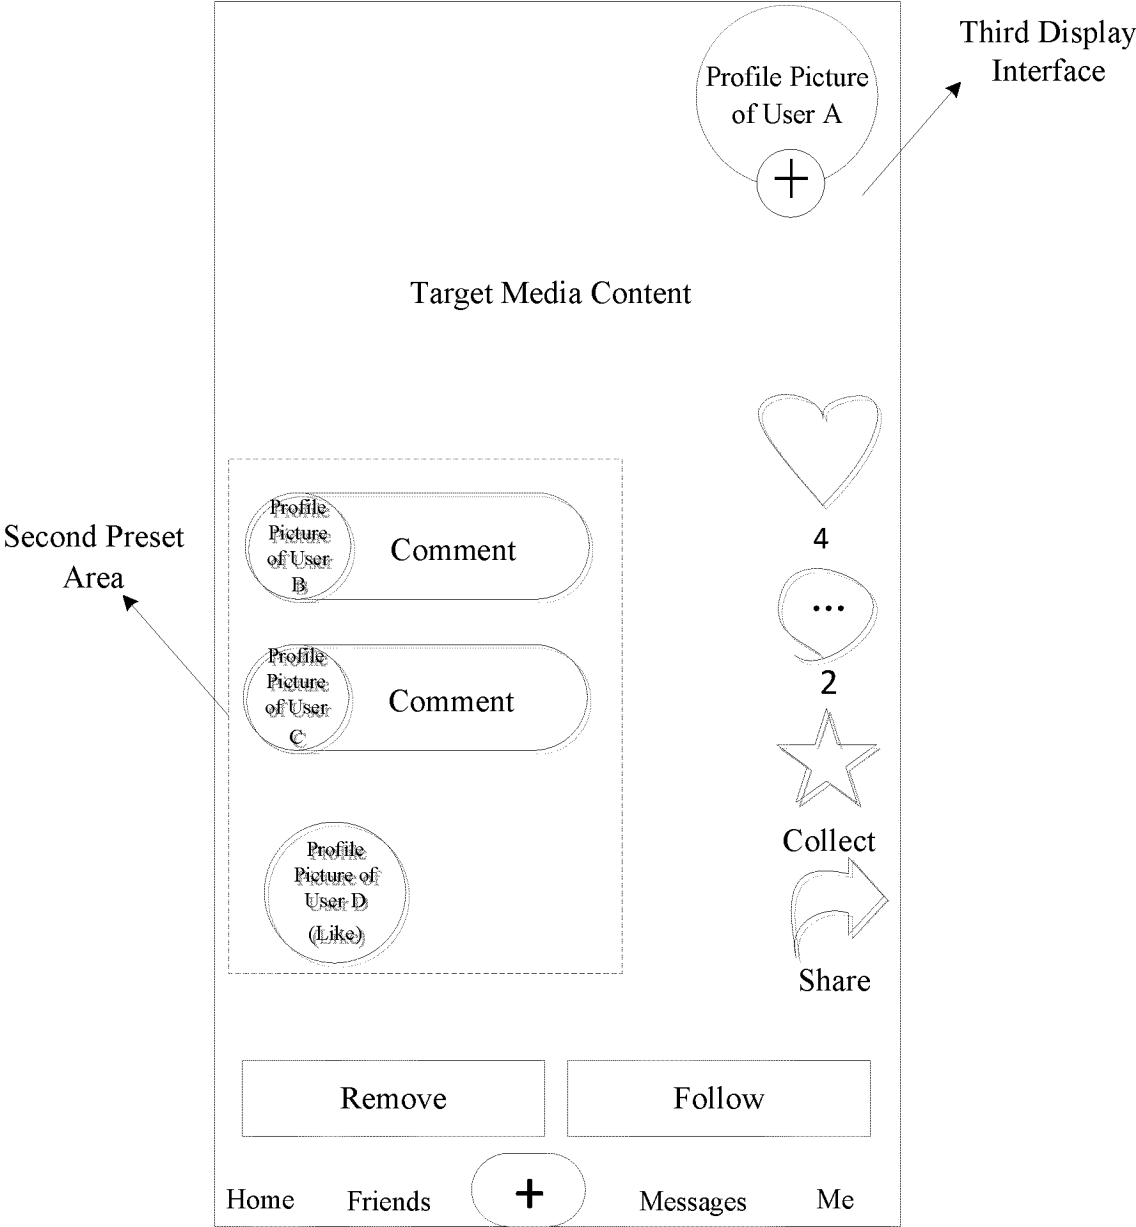 Third Display
Interface
Profile Picture
of User A
+
Target Media Content
Second Preset
Area
Profile
Picture
of User
B
Comment
4
...
Profile
Picture
of User
C
Comment
2
Profile
Picture of
User D
(Like)
Collect
Share
Remove
Follow
Home
Friends
+
Messages
Me